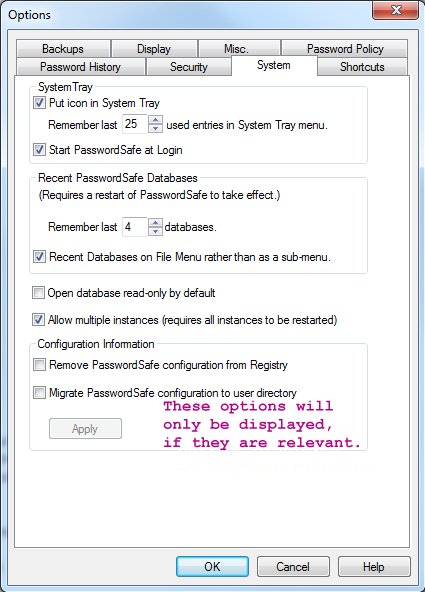 Options
Backups Display Misc. Password Policy
Password History Security System Shortcuts
SystemTray
Put icon in System Tray
Remember last 25 used entries in System Tray menu.
Start PasswordSafe at Login
Recent PasswordSafe Databases
(Requires a restart of PasswordSafe to take effect.)
Remember last 4 databases.
Recent Databases on File Menu rather than as a sub-menu.
Open database read-only by default
Allow multiple instances (requires all instances to be restarted)
Configuration Information
Remove PasswordSafe configuration from Registry
Migrate PasswordSafe configuration to user directory
These options will
only be displayed,
if they are relevant.
Apply
OK Cancel Help